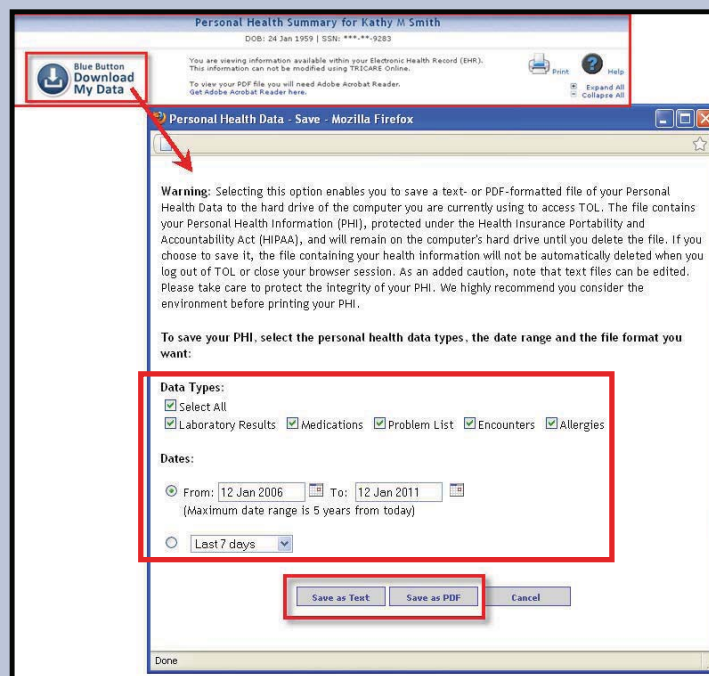 Personal Health Summary for Kathy M Smith
DOB: 24 Jan 1959 | SSN: ***-**-9283
Blue Button
Download
My Data
You are viewing information available within your Electronic Health Record (EHR).
This information can not be modified using TRICARE Online.
To view your PDF file you will need Adobe Acrobat Reader.
Get Adobe Acrobat Reader here.
Print
Help
Expand All
Collapse All
Personal Health Data - Save - Mozilla Firefox
Warning: Selecting this option enables you to save a text- or PDF-formatted file of your Personal
Health Data to the hard drive of the computer you are currently using to access TOL. The file contains
your Personal Health Information (PHI), protected under the Health Insurance Portability and
Accountability Act (HIPAA), and will remain on the computer's hard drive until you delete the file. If you
choose to save it, the file containing your health information will not be automatically deleted when you
log out of TOL or close your browser session. As an added caution, note that text files can be edited.
Please take care to protect the integrity of your PHI. We highly recommend you consider the
environment before printing your PHI.
To save your PHI, select the personal health data types, the date range and the file format you
want:
Data Types:
Select All
Laboratory Results Medications Problem List Encounters Allergies
Dates:
From: 12 Jan 2006 To: 12 Jan 2011
(Maximum date range is 5 years from today)
Last 7 days
Save as Text Save as PDF Cancel
Done